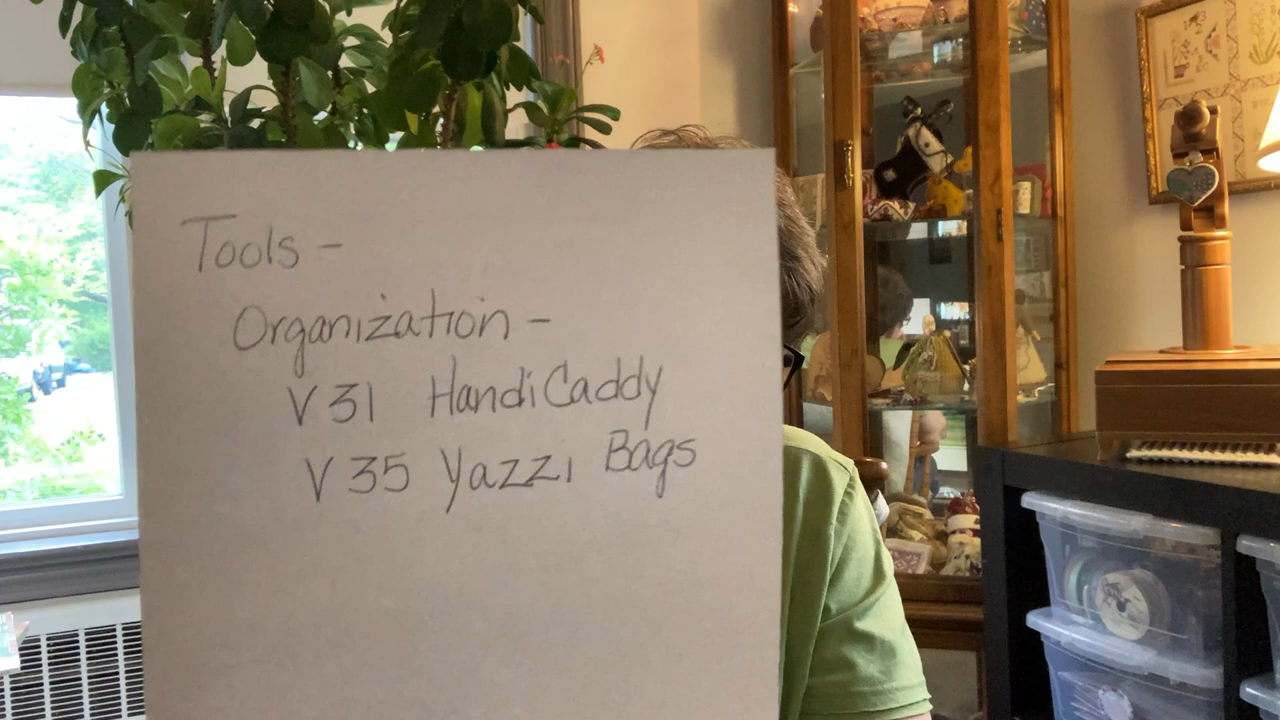 Tools -
Organization -
V 31 HandiCaddy
V 35 Yazzi Bags